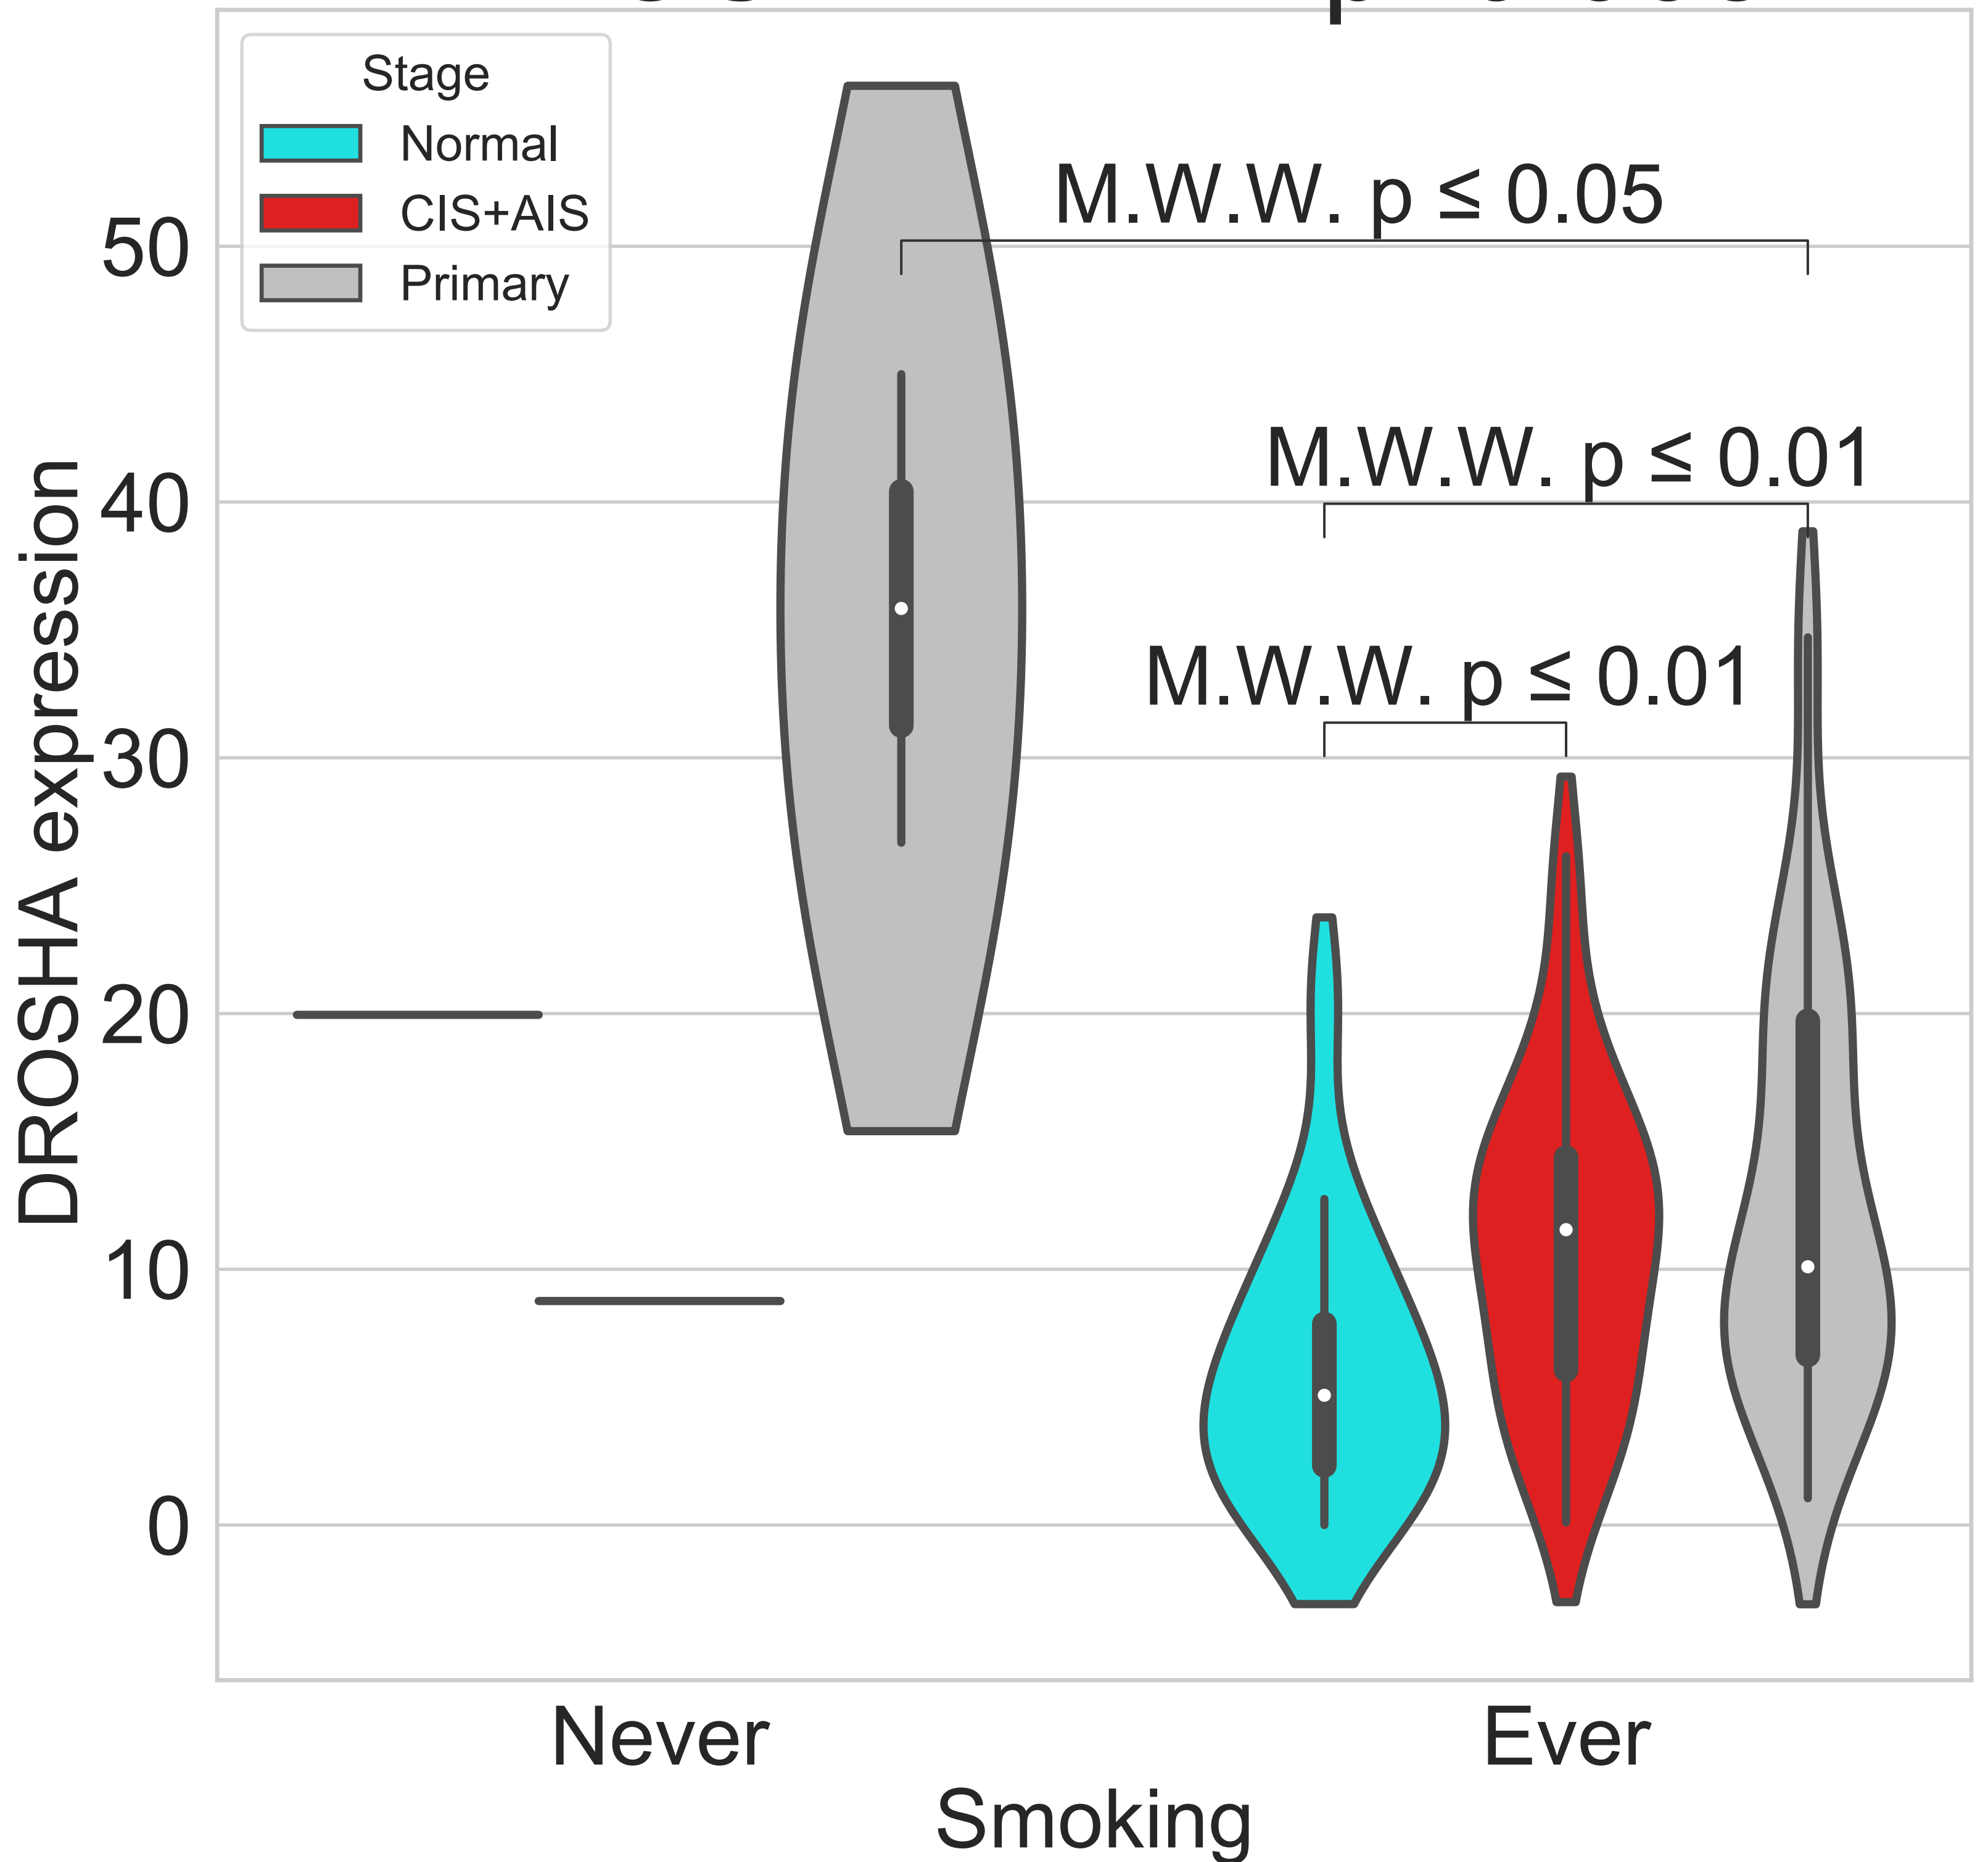 Stage
Normal
CIS+AIS
Primary
M.W.W. p ≤ 0.05
M.W.W. p ≤ 0.01
M.W.W. p ≤ 0.01
50
40
30
20
10
0
DROSHA expression
Never
Ever
Smoking